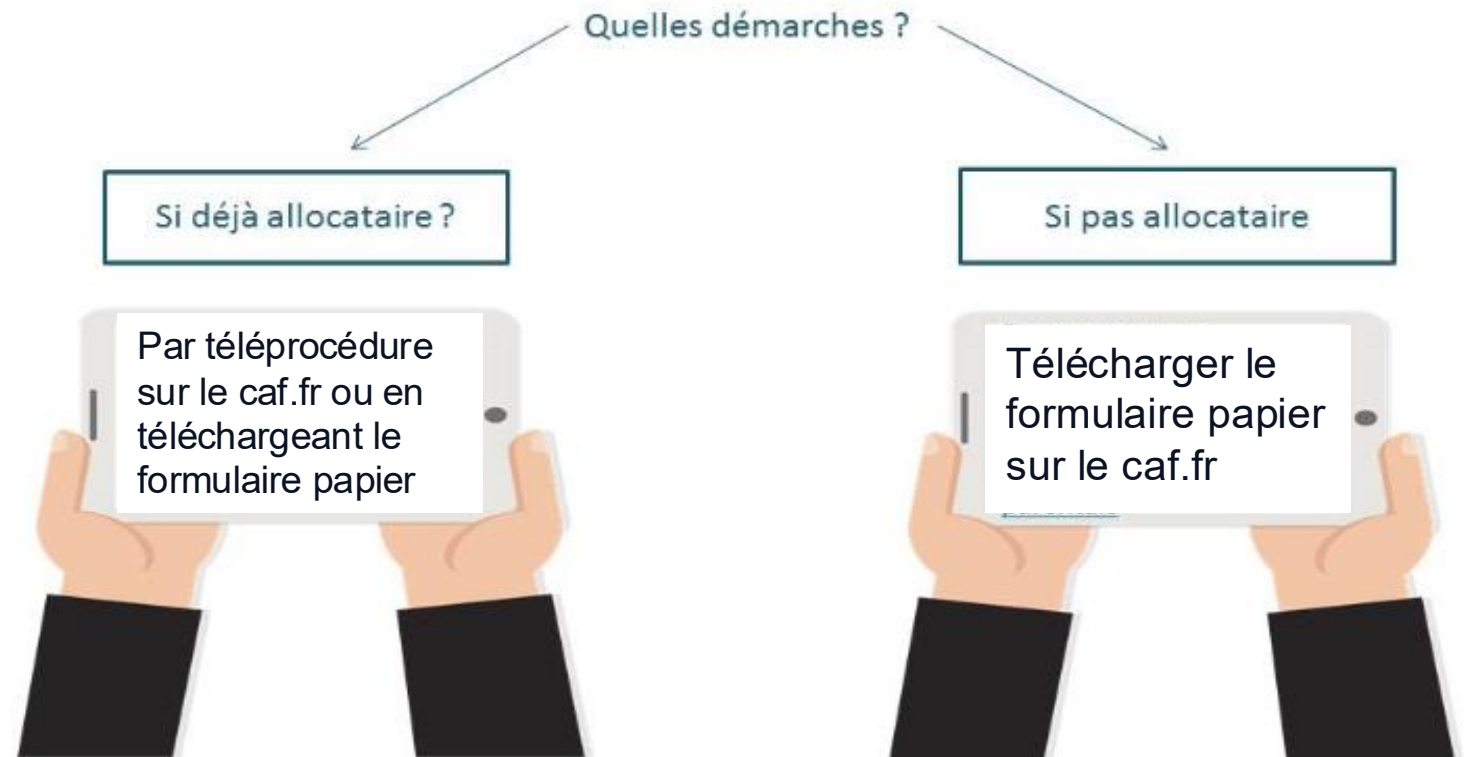 Quelles démarches ?
Si déjà allocataire ?
Si pas allocataire
Par téléprocédure
sur le caf.fr ou en
téléchargeant le
formulaire papier
Télécharger le
formulaire papier
sur le caf.fr